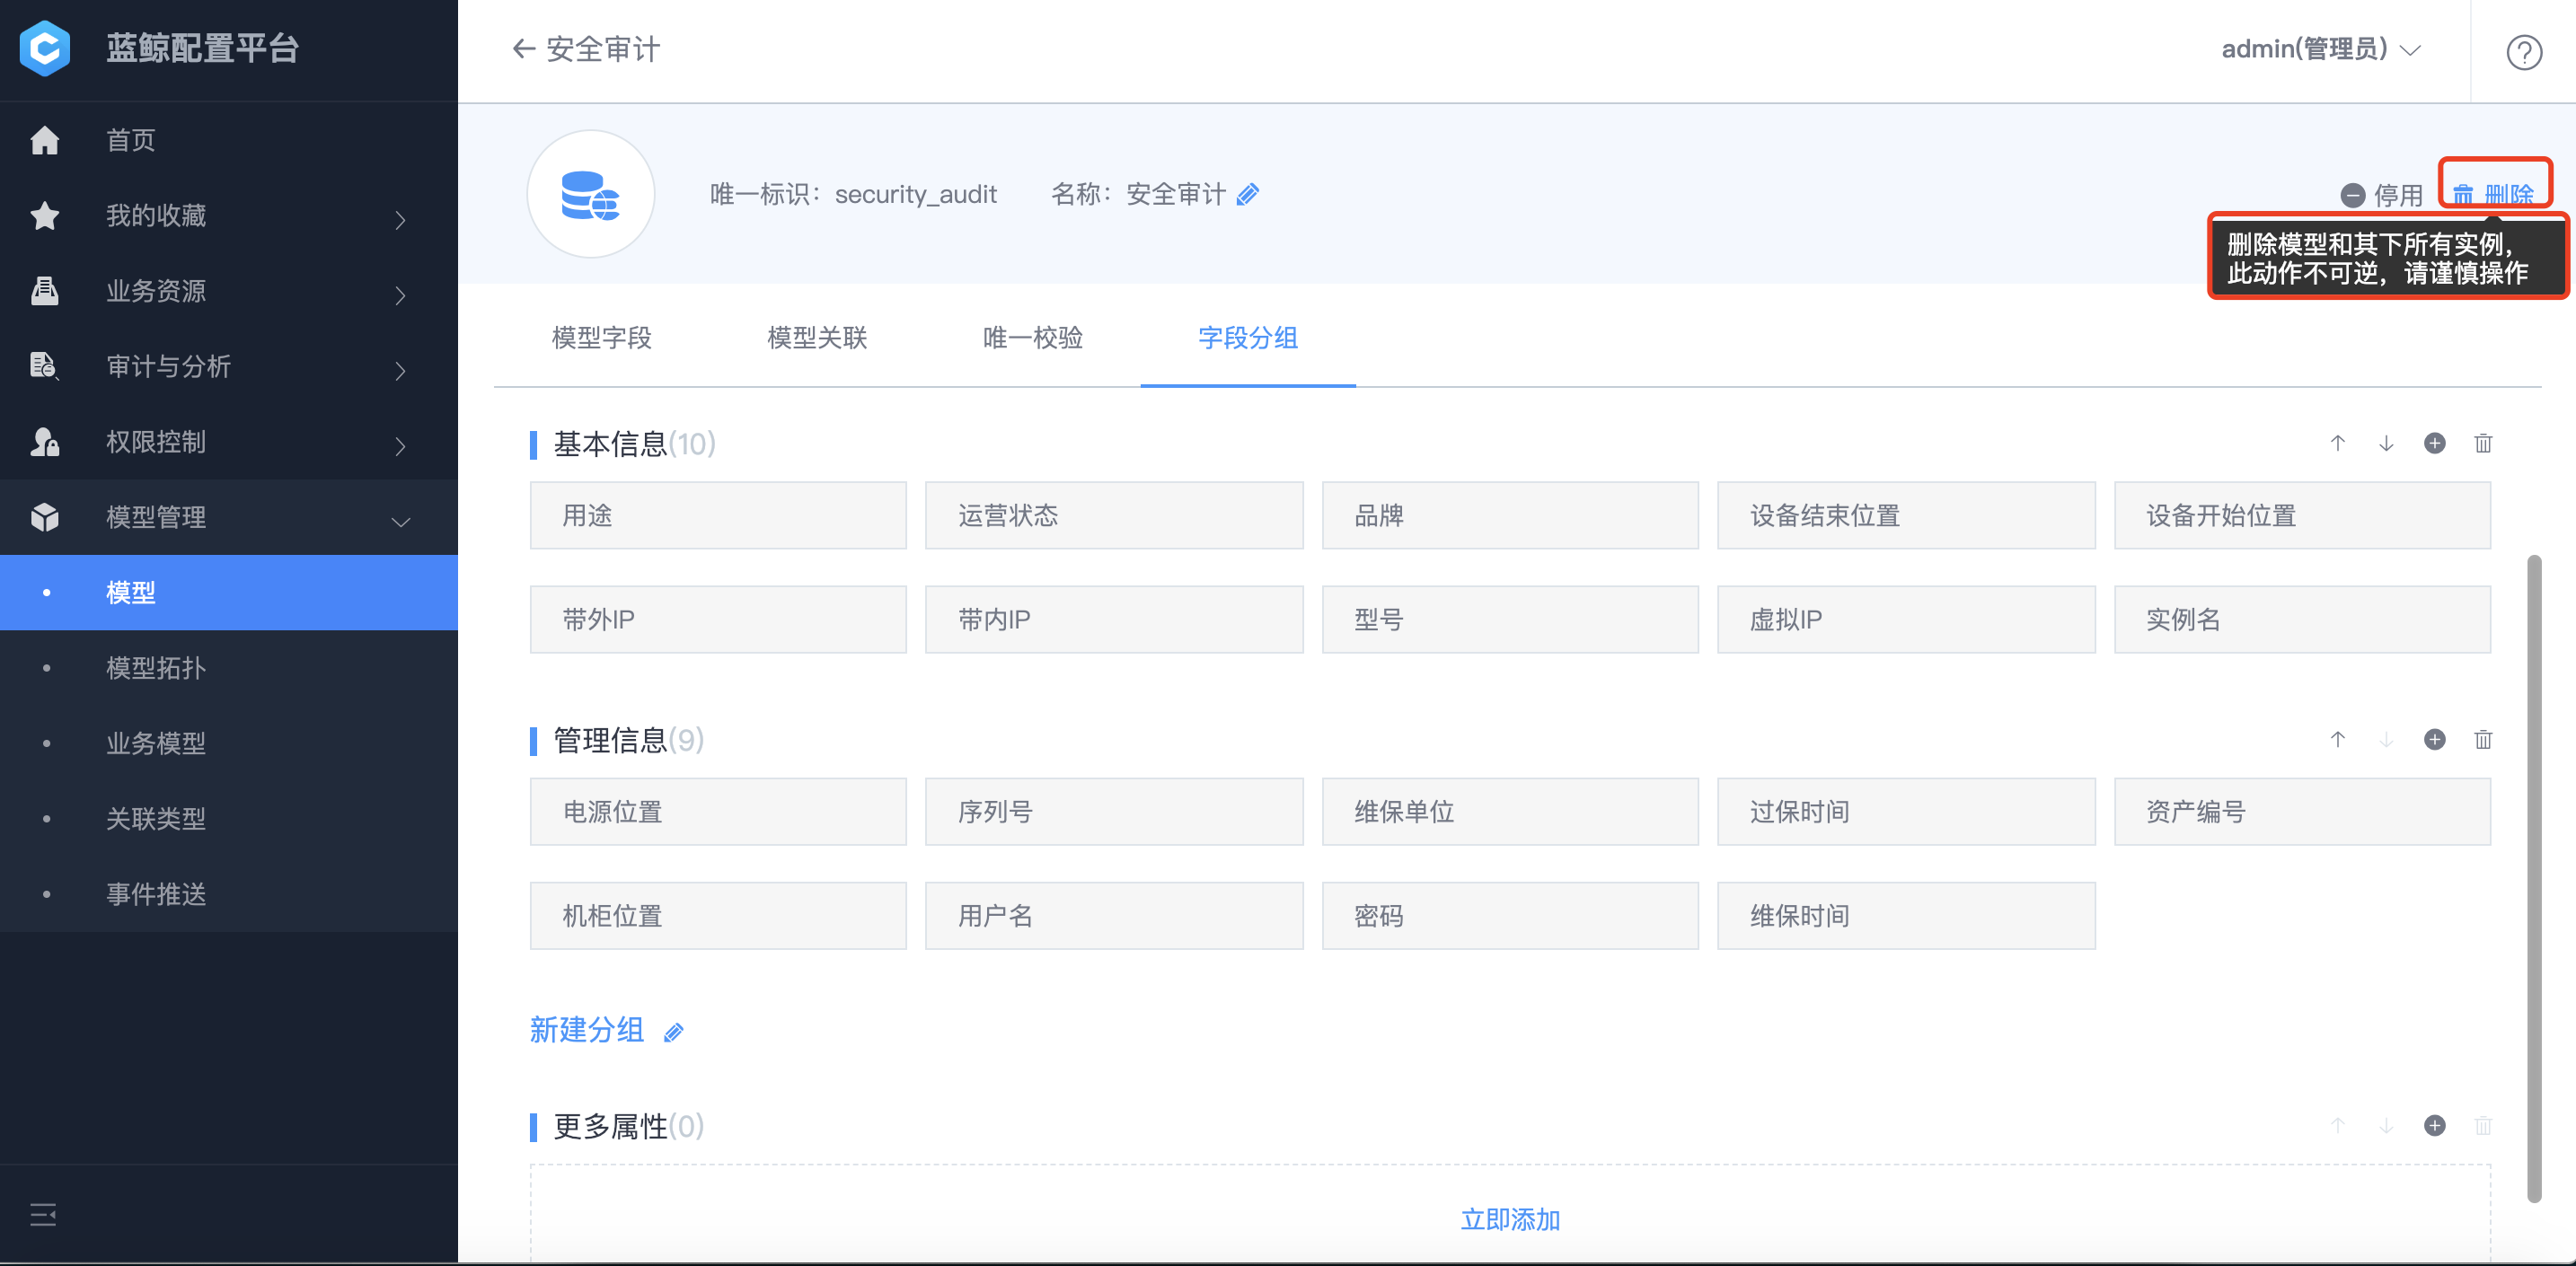 蓝鲸配置平台
安全审计
admin(管理员)
首页
我的收藏
业务资源
审计与分析
权限控制
模型管理
模型
模型拓扑
业务模型
关联类型
事件推送
唯一标识：security_audit
名称：安全审计
停用
删除
删除模型和其下所有实例，
此动作不可逆，请谨慎操作
模型字段 模型关联 唯一校验 字段分组
基本信息(10)
用途 运营状态 品牌 设备结束位置 设备开始位置
带外IP 带内IP 型号 虚拟IP 实例名
管理信息(9)
电源位置 序列号 维保单位 过保时间 资产编号
机柜位置 用户名 密码 维保时间
新建分组
更多属性(0)
立即添加